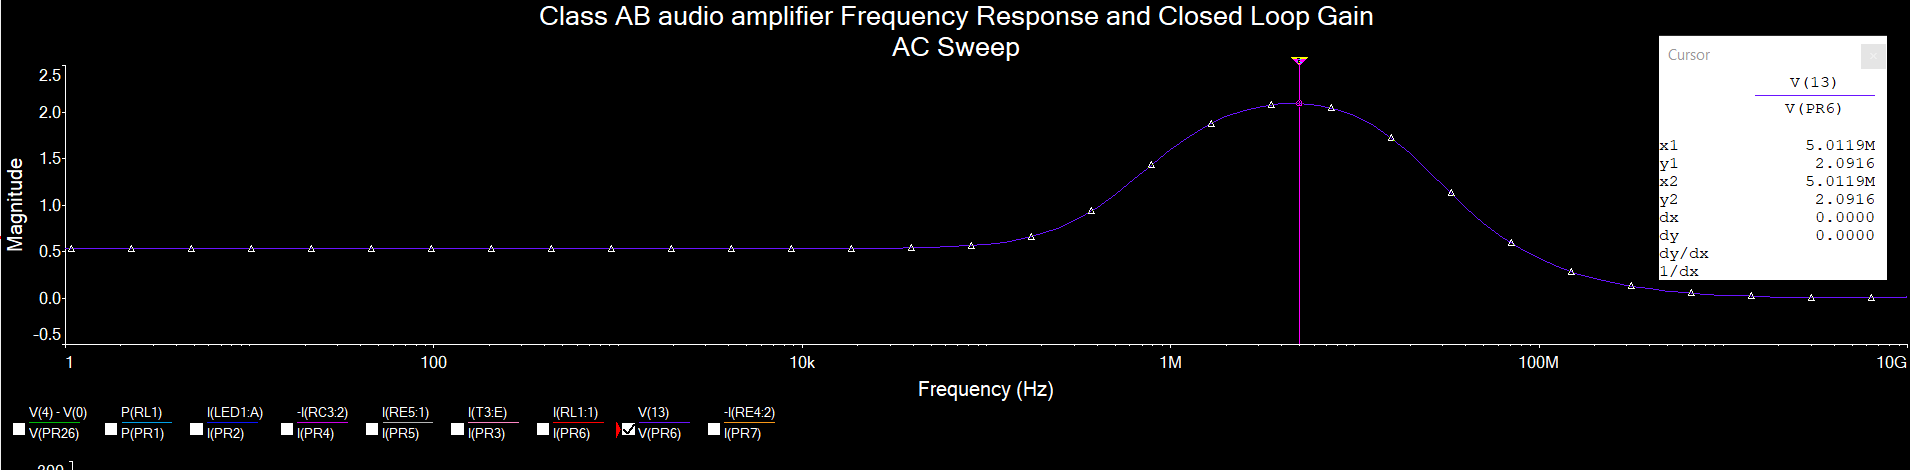 Class AB audio amplifier Frequency Response and Closed Loop Gain
AC Sweep
Cursor
V(13)
V(PR6)
x1 5.0119M
y1 2.0916
x2 5.0119M
y2 2.0916
dx 0.0000
dy 0.0000
dy/dx
1/dx
Magnitude
2.5
2.0
1.5
1.0
0.5
0.0
-0.5
1 100 10k 1M 100M 10G
Frequency (Hz)
V(4) - V(0) P(RL1) I(LED1:A) -I(RC3:2) I(RE5:1) I(T3:E) I(RL1:1) V(13) -I(RE4:2)
V(PR26) P(PR1) I(PR2) I(PR4) I(PR5) I(PR3) I(PR6) V(PR6) I(PR7)